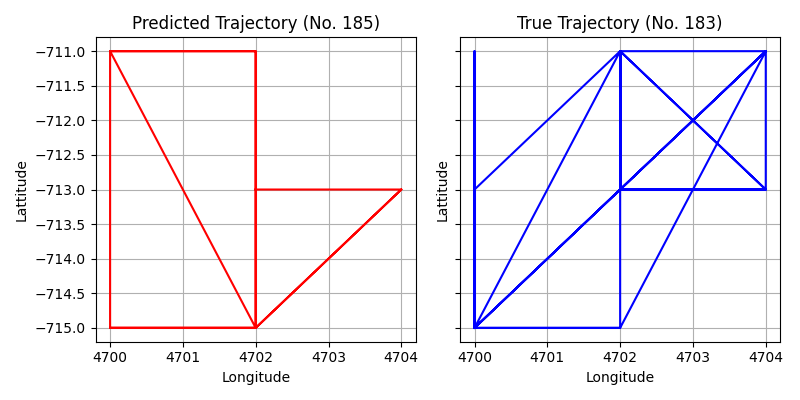 Predicted Trajectory (No. 185)
True Trajectory (No. 183)
−711.0
−711.5
−712.0
−712.5
−713.0
−713.5
−714.0
−714.5
−715.0
Lattitude
Lattitude
4700 4701 4702 4703 4704
4700 4701 4702 4703 4704
Longitude
Longitude